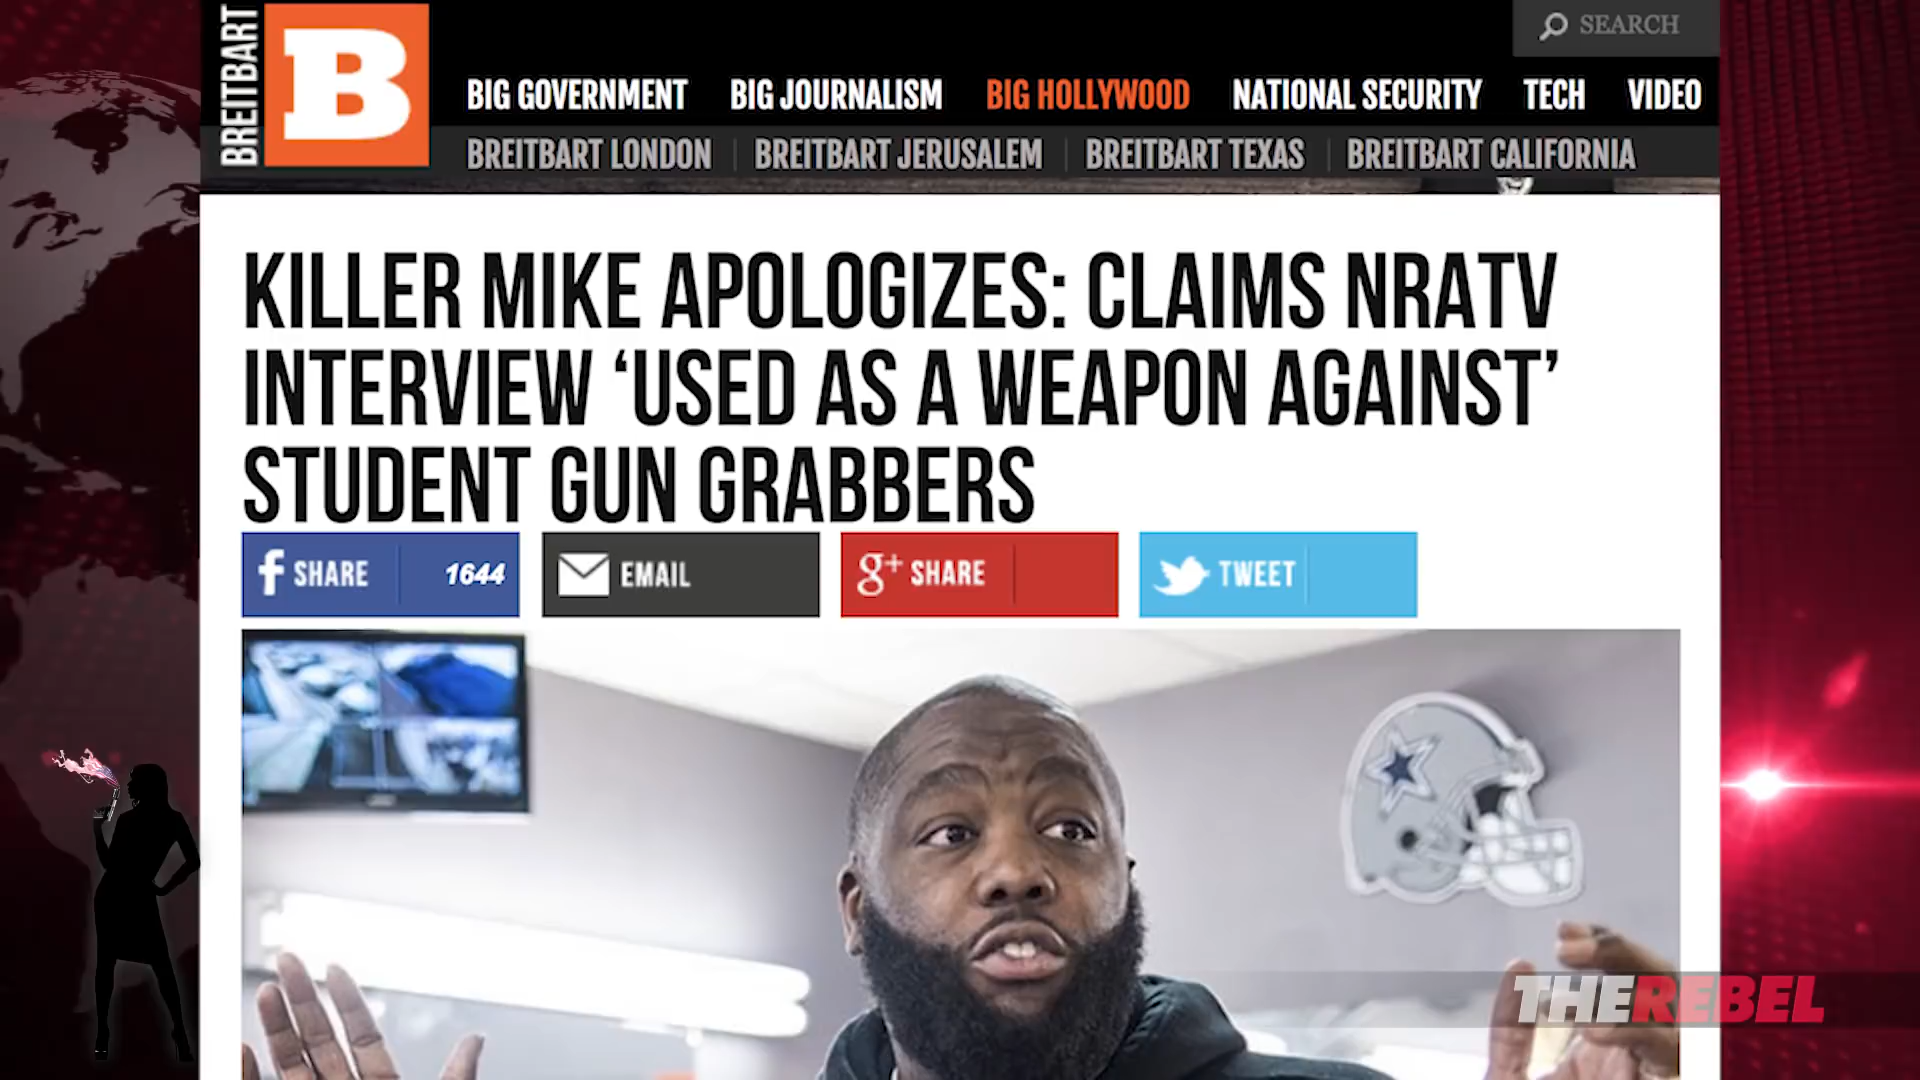 BREITBART
B
SEARCH
BIG GOVERNMENT BIG JOURNALISM BIG HOLLYWOOD NATIONAL SECURITY TECH VIDEO
BREITBART LONDON BREITBART JERUSALEM BREITBART TEXAS BREITBART CALIFORNIA
KILLER MIKE APOLOGIZES: CLAIMS NRATV
INTERVIEW ‘USED AS A WEAPON AGAINST’
STUDENT GUN GRABBERS
f SHARE 1644 EMAIL g+ SHARE TWEET
THEREBEL